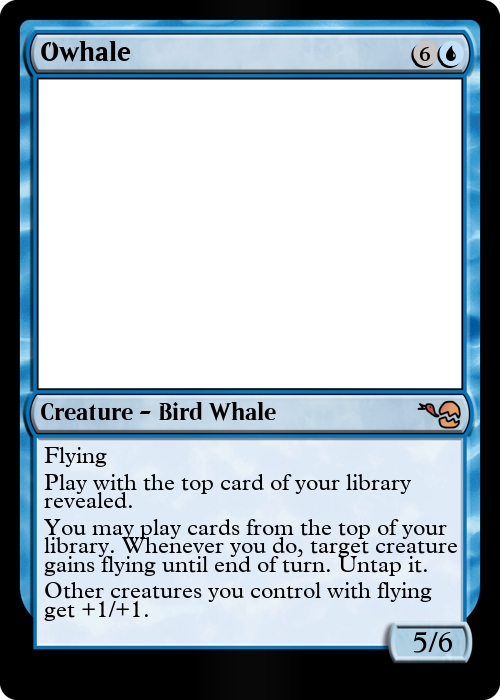 Owhale
6
Creature – Bird Whale
Flying
Play with the top card of your library
revealed.
You may play cards from the top of your
library. Whenever you do, target creature
gains flying until end of turn. Untap it.
Other creatures you control with flying
get +1/+1.
5/6